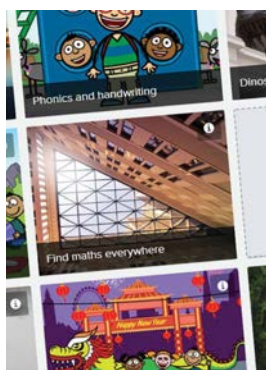 Phonics and handwriting
Dinos
i
Find maths everywhere
i
i
Happy New Year